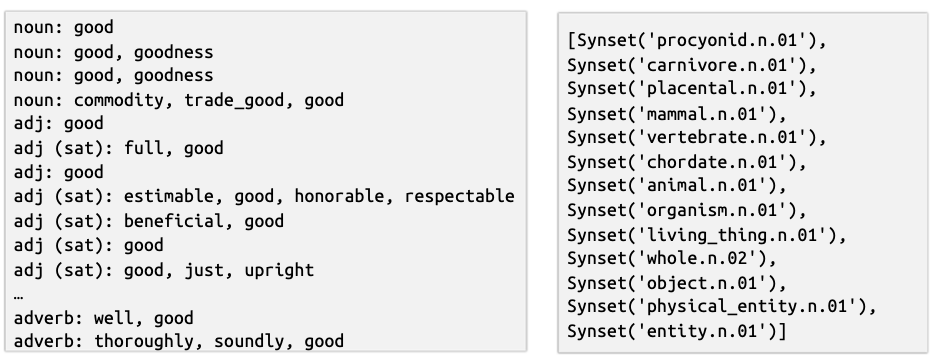 noun: good
noun: good, goodness
noun: good, goodness
noun: commodity, trade_good, good
adj: good
adj (sat): full, good
adj: good
adj (sat): estimable, good, honorable, respectable
adj (sat): beneficial, good
adj (sat): good
adj (sat): good, just, upright
…
adverb: well, good
adverb: thoroughly, soundly, good
[Synset('procyonid.n.01'),
Synset('carnivore.n.01'),
Synset('placental.n.01'),
Synset('mammal.n.01'),
Synset('vertebrate.n.01'),
Synset('chordate.n.01'),
Synset('animal.n.01'),
Synset('organism.n.01'),
Synset('living_thing.n.01'),
Synset('whole.n.02'),
Synset('object.n.01'),
Synset('physical_entity.n.01'),
Synset('entity.n.01')]